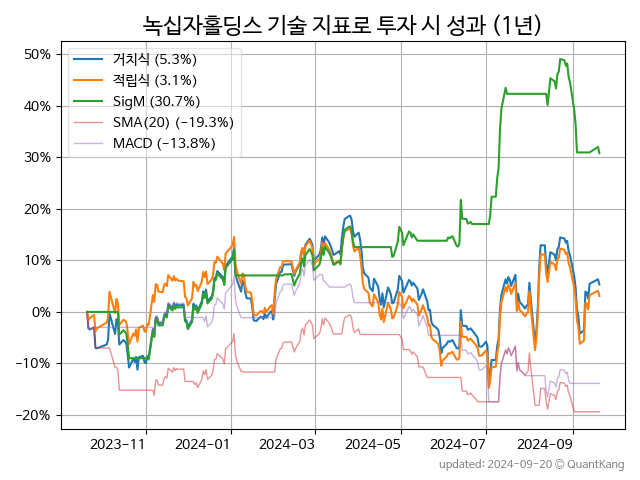 녹십자홀딩스 기술 지표로 투자 시 성과 (1년)
거치식 (5.3%)
적립식 (3.1%)
SigM (30.7%)
SMA(20) (−19.3%)
MACD (−13.8%)
50%
40%
30%
20%
10%
0%
−10%
−20%
2023−11
2024−01
2024−03
2024−05
2024−07
2024−09
updated: 2024−09−20 © QuantKang